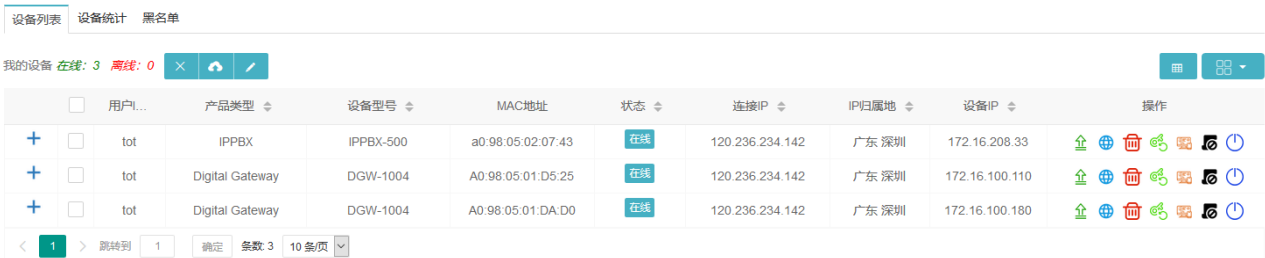 设备列表 设备统计 黑名单
我的设备 在线：3 离线：0
用户I... 产品类型 设备型号 MAC地址 状态 连接IP IP归属地 设备IP 操作
tot IPPBX IPPBX-500 a0:98:05:02:07:43 在线 120.236.234.142 广东 深圳 172.16.208.33
tot Digital Gateway DGW-1004 A0:98:05:01:D5:25 在线 120.236.234.142 广东 深圳 172.16.100.110
tot Digital Gateway DGW-1004 A0:98:05:01:DA:D0 在线 120.236.234.142 广东 深圳 172.16.100.180
1 跳转到 1 确定 条数: 3 10 条/页